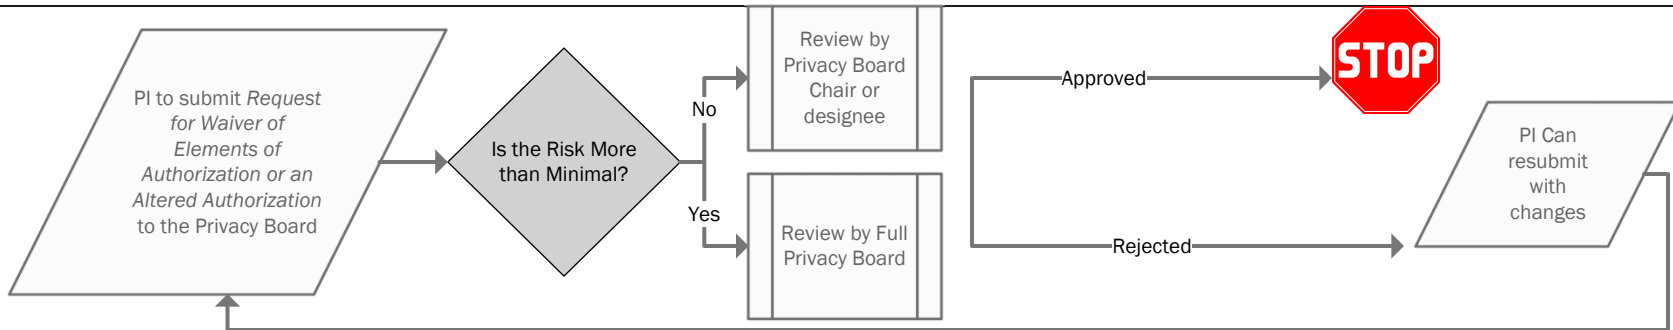 PI to submit Request
for Waiver of
Elements of
Authorization or an
Altered Authorization
to the Privacy Board
Is the Risk More
than Minimal?
No
Yes
Review by
Privacy Board
Chair or
designee
Review by Full
Privacy Board
Approved
Rejected
STOP
PI Can
resubmit
with
changes